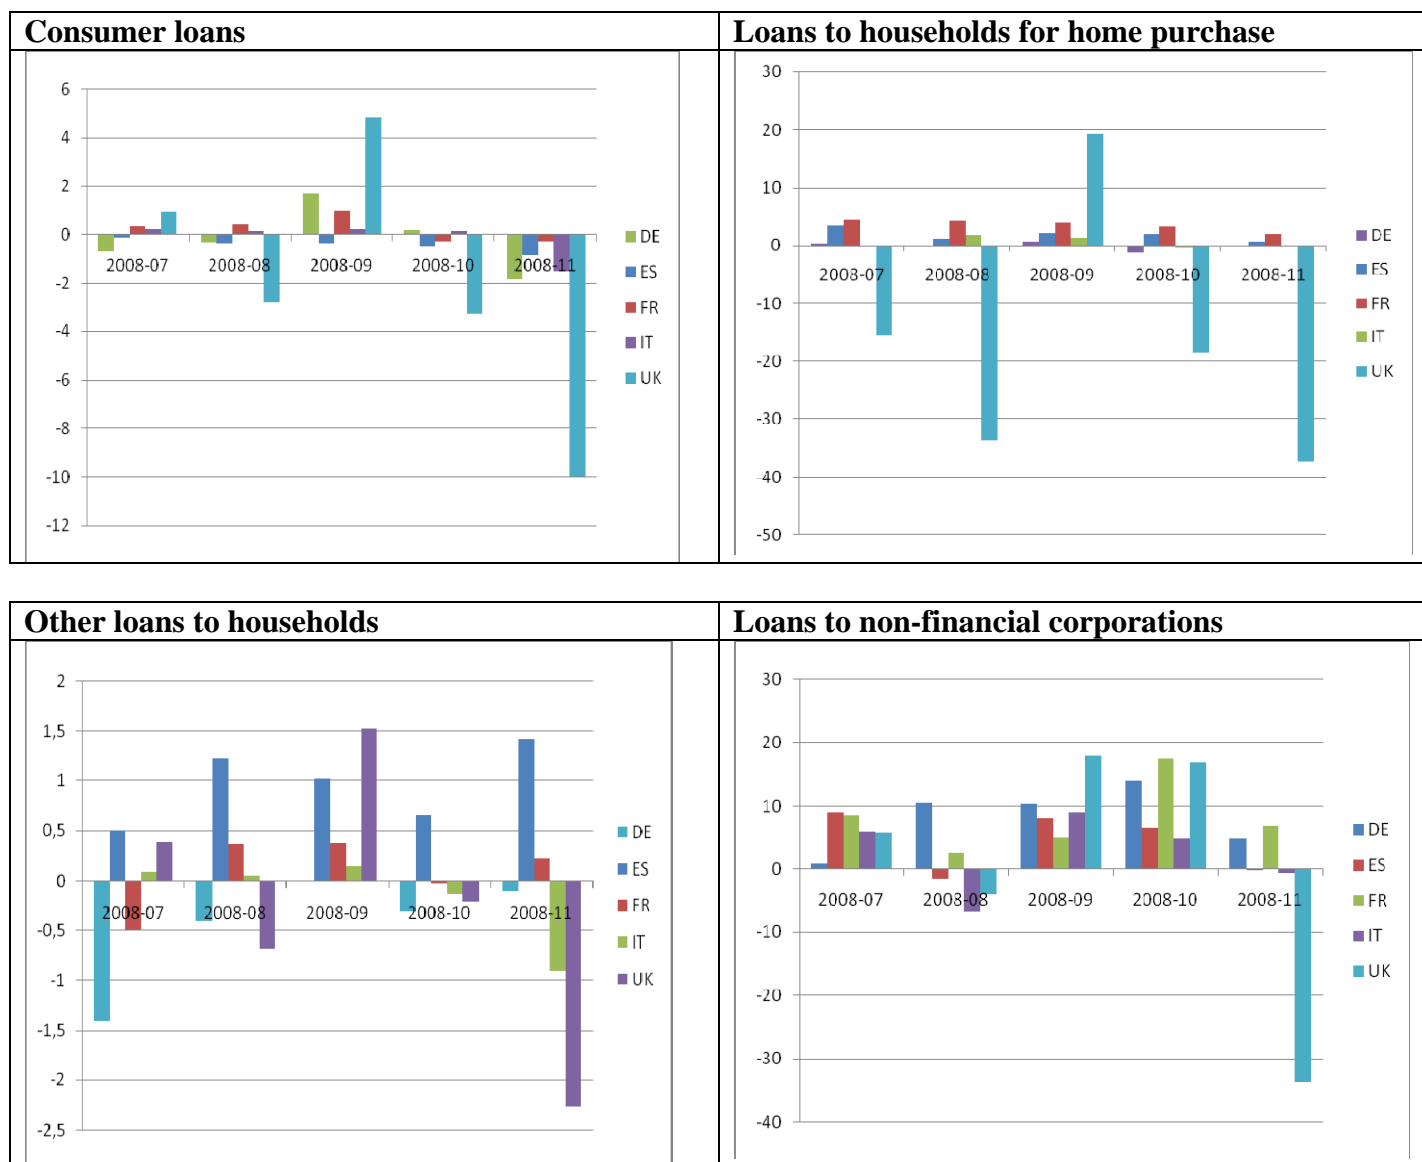 Consumer loans
6
4
2
0
-2
-4
-6
-8
-10
-12
2008-07 2008-08 2008-09 2008-10 2008-11
DE
ES
FR
IT
UK
Loans to households for home purchase
30
20
10
0
-10
-20
-30
-40
-50
2008-07 2008-08 2008-09 2008-10 2008-11
DE
ES
FR
IT
UK
Other loans to households
2
1,5
1
0,5
0
-0,5
-1
-1,5
-2
-2,5
2008-07 2008-08 2008-09 2008-10 2008-11
DE
ES
FR
IT
UK
Loans to non-financial corporations
30
20
10
0
-10
-20
-30
-40
2008-07 2008-08 2008-09 2008-10 2008-11
DE
ES
FR
IT
UK